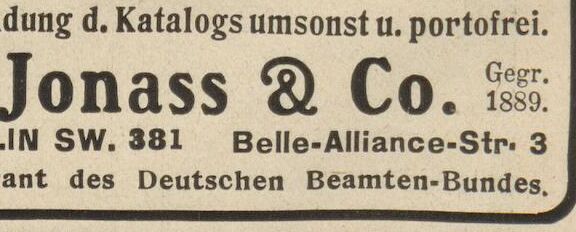 dung d. Katalogs umsonst u. portofrei.
Jonass & Co. Gegr. 1889.
.IN SW. 381 Belle-Alliance-Str. 3
ant des Deutschen Beamten-Bundes.